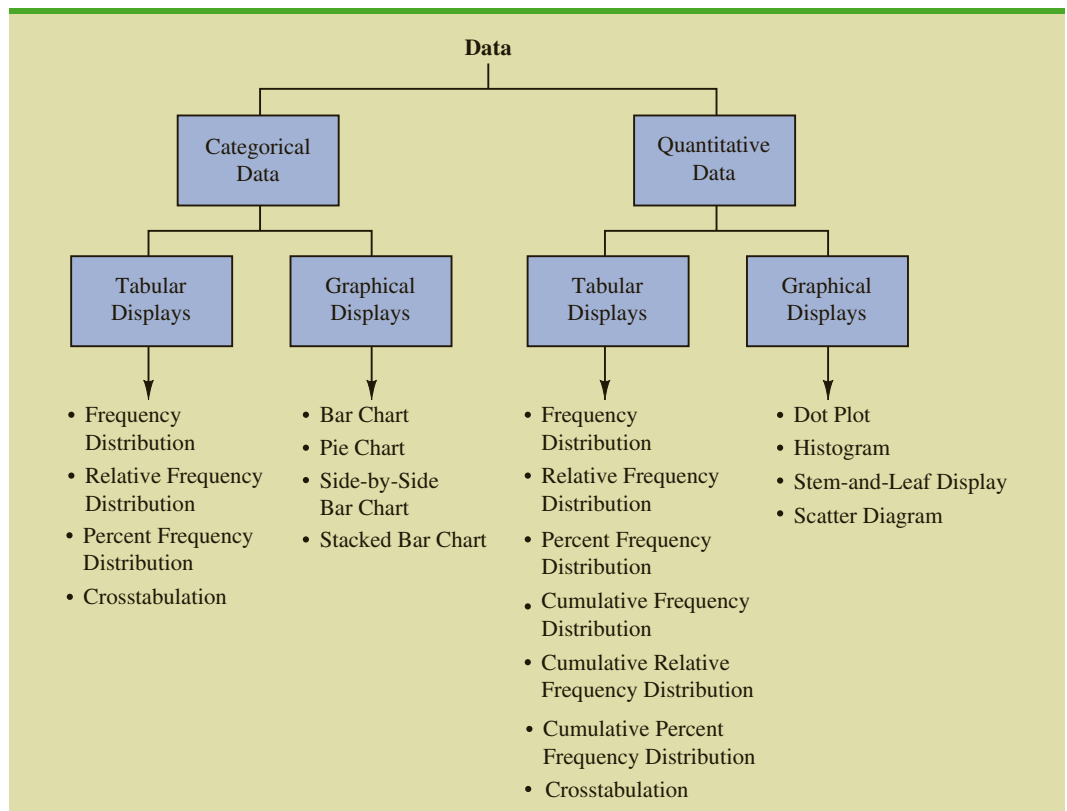 Data
Categorical
Data
Quantitative
Data
Tabular
Displays
Graphical
Displays
Tabular
Displays
Graphical
Displays
• Frequency
Distribution
• Relative Frequency
Distribution
• Percent Frequency
Distribution
• Crosstabulation
• Bar Chart
• Pie Chart
• Side-by-Side
Bar Chart
• Stacked Bar Chart
• Frequency
Distribution
• Relative Frequency
Distribution
• Percent Frequency
Distribution
• Cumulative Frequency
Distribution
• Cumulative Relative
Frequency Distribution
• Cumulative Percent
Frequency Distribution
• Crosstabulation
• Dot Plot
• Histogram
• Stem-and-Leaf Display
• Scatter Diagram